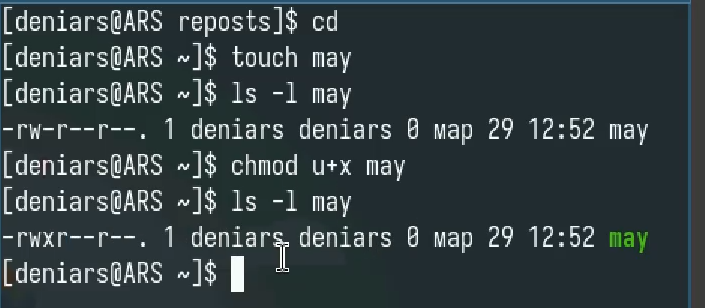 [deniars@ARS reposts]$ cd
[deniars@ARS ~]$ touch may
[deniars@ARS ~]$ ls -l may
-rw-r--r--. 1 deniars deniars 0 мар 29 12:52 may
[deniars@ARS ~]$ chmod u+x may
[deniars@ARS ~]$ ls -l may
-rwxr--r--. 1 deniars deniars 0 мар 29 12:52 may
[deniars@ARS ~]$